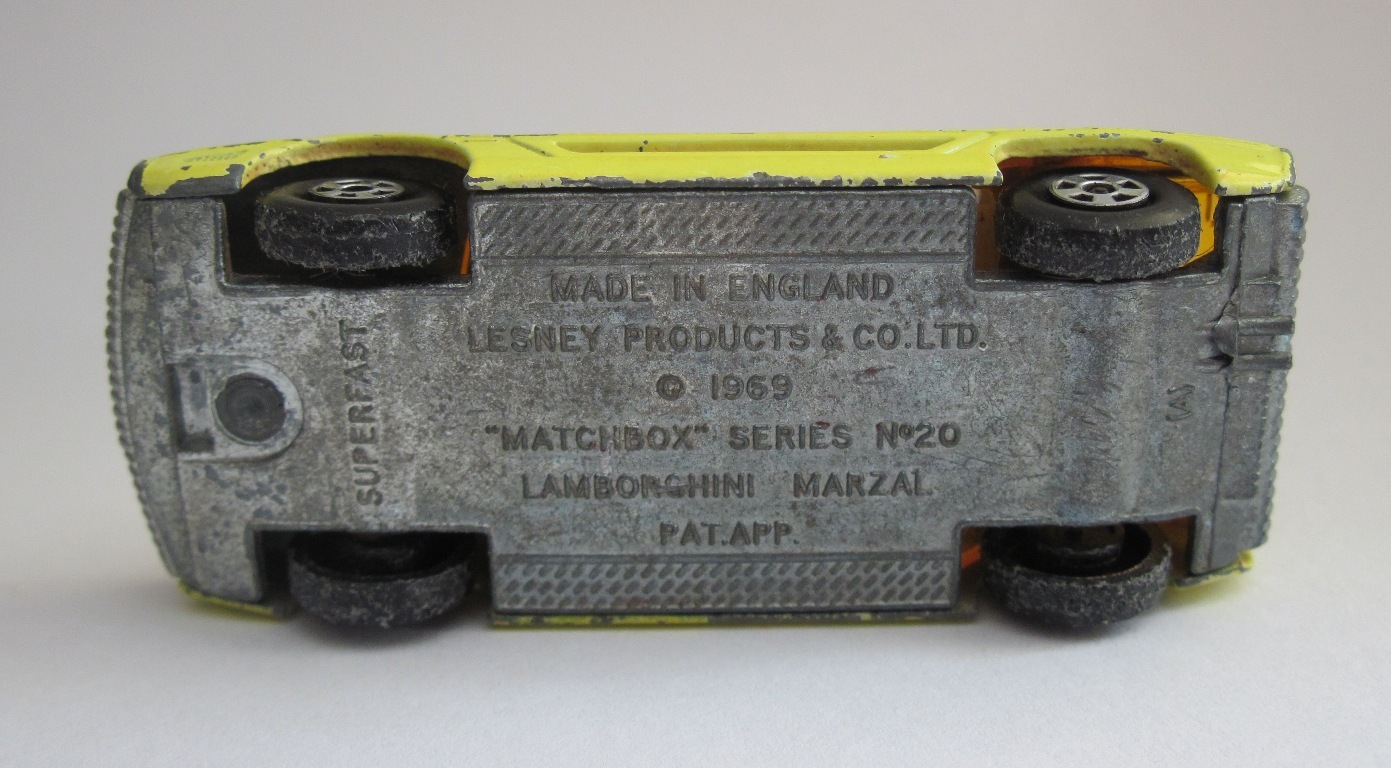 MADE IN ENGLAND
LESNEY PRODUCTS & CO. LTD.
© 1969
"MATCHBOX" SERIES Nº20
LAMBORGHINI MARZAL
PAT. APP.
SUPERFAST